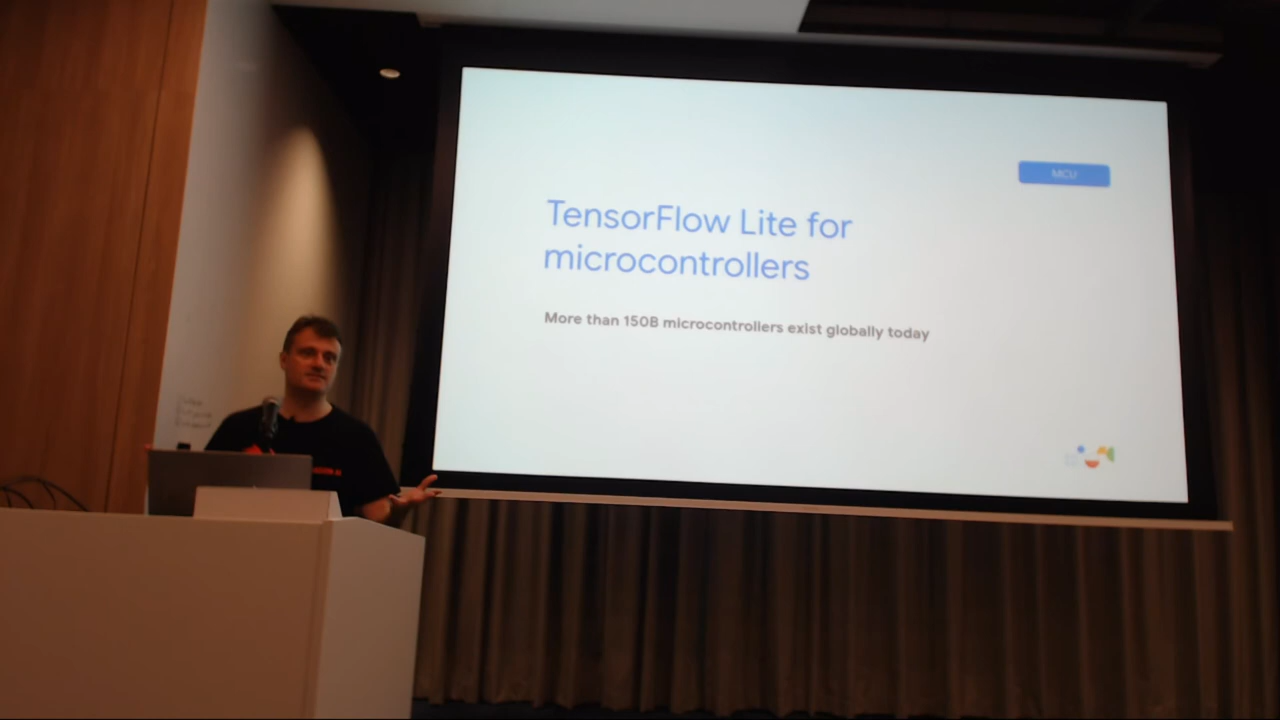 MCU
TensorFlow Lite for
microcontrollers
More than 150B microcontrollers exist globally today